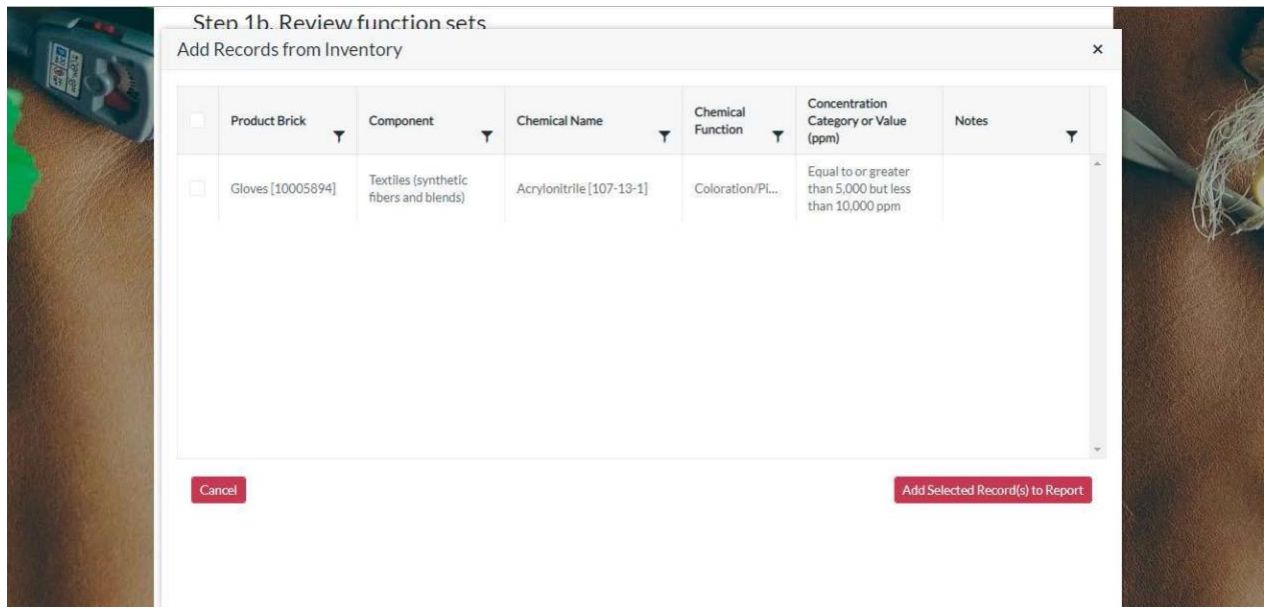 Step 1b. Review function sets
Add Records from Inventory ×
Product Brick
Component
Chemical Name
Chemical
Function
Concentration
Category or Value
(ppm)
Notes
Gloves [10005894]
Textiles (synthetic
fibers and blends)
Acrylonitrile [107-13-1]
Coloration/Pi...
Equal to or greater
than 5,000 but less
than 10,000 ppm
Cancel
Add Selected Record(s) to Report